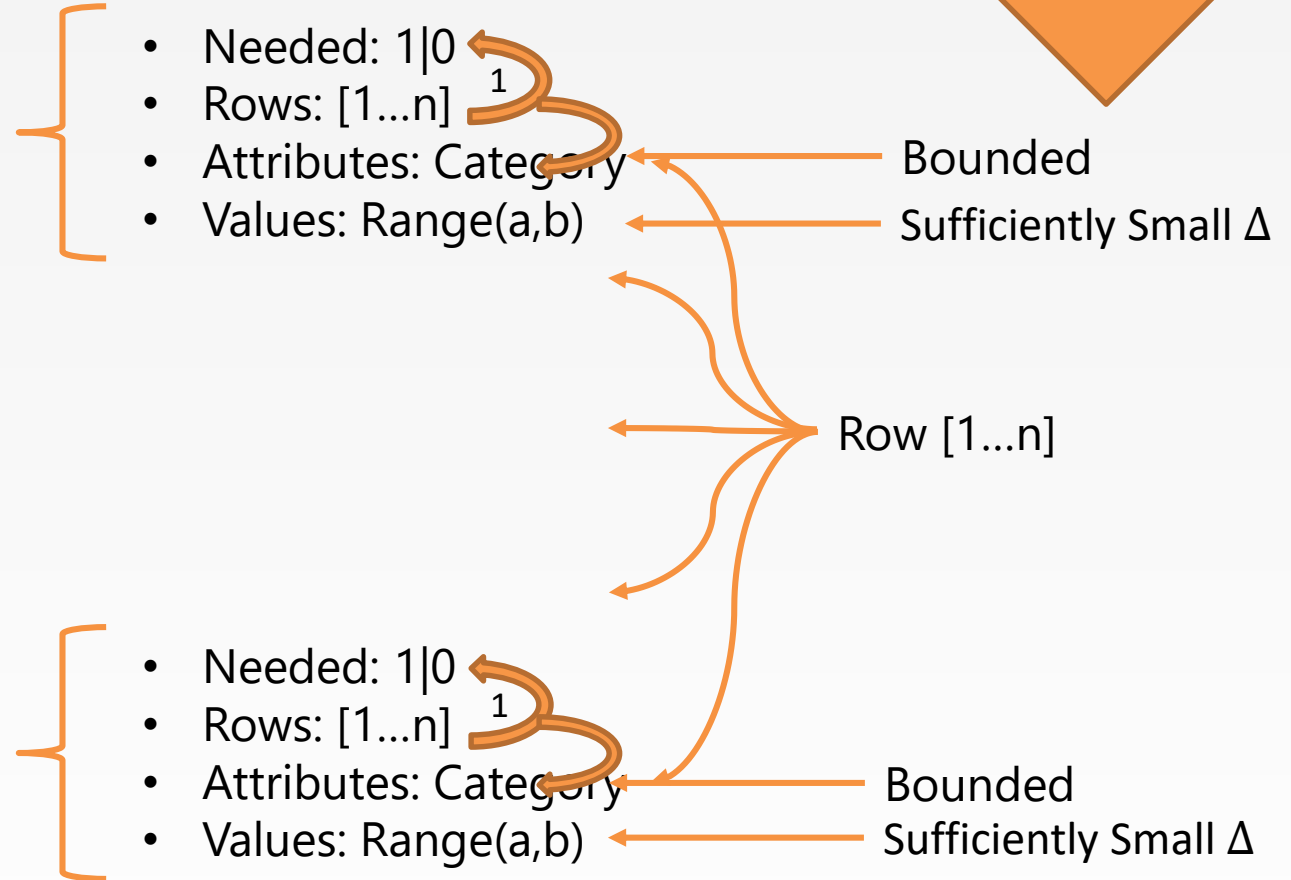 • Needed: 1|0
1
• Rows: [1...n]
• Attributes: Category
Bounded
• Values: Range(a,b)
Sufficiently Small Δ
Row [1...n]
• Needed: 1|0
1
• Rows: [1...n]
• Attributes: Category
Bounded
• Values: Range(a,b)
Sufficiently Small Δ